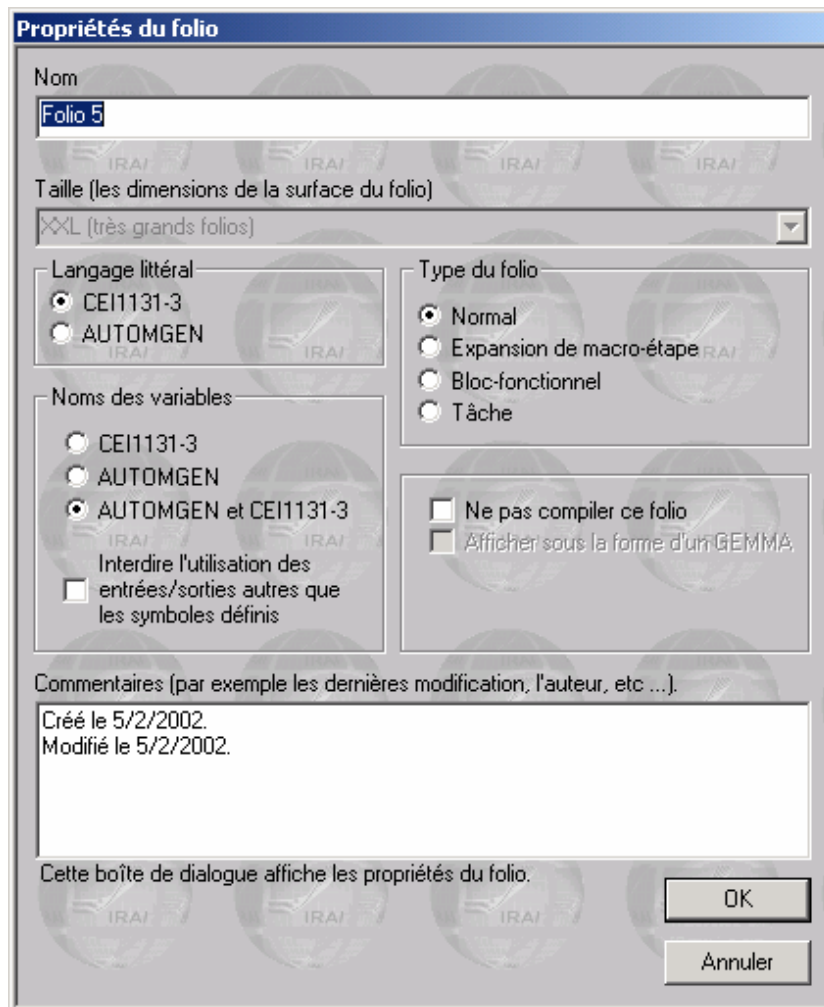 Propriétés du folio
Nom
Folio 5
Taille (les dimensions de la surface du folio)
XXL (très grands folios)
Langage littéral
CEI1131-3
AUTOMGEN
Type du folio
Normal
Expansion de macro-étape
Bloc-fonctionnel
Tâche
Noms des variables
CEI1131-3
AUTOMGEN
AUTOMGEN et CEI1131-3
Interdire l'utilisation des
entrées/sorties autres que
les symboles définis
Ne pas compiler ce folio
Afficher sous la forme d'un GEMMA
Commentaires (par exemple les dernières modification, l'auteur, etc ...).
Créé le 5/2/2002.
Modifié le 5/2/2002.
Cette boîte de dialogue affiche les propriétés du folio.
OK
Annuler